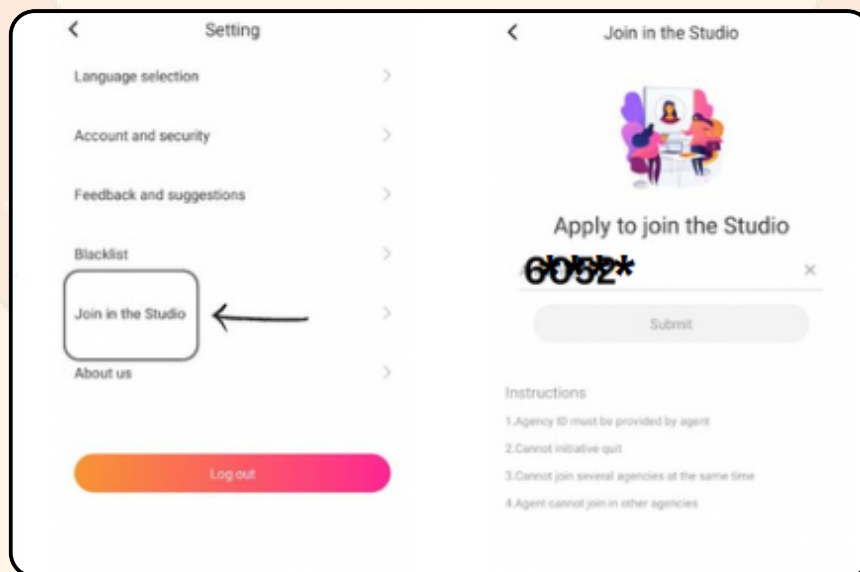 Setting
Language selection
Account and security
Feedback and suggestions
Blacklist
Join in the Studio
About us
Log out
Join in the Studio
Apply to join the Studio
Submit
Instructions
1.Agency ID must be provided by agent
2.Cannot initiative quit
3.Cannot join several agencies at the same time
4.Agent cannot join in other agencies